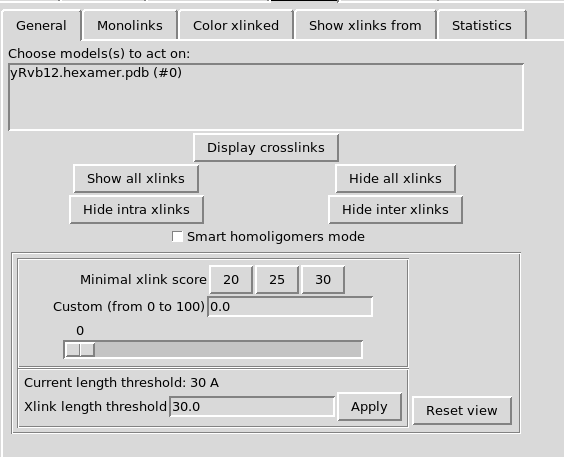 General Monolinks Color xlinked Show xlinks from Statistics
Choose models(s) to act on:
yRvb12.hexamer.pdb (#0)
Display crosslinks
Show all xlinks Hide all xlinks
Hide intra xlinks Hide inter xlinks
Smart homoligomers mode
Minimal xlink score 20 25 30
Custom (from 0 to 100) 0.0
0
Current length threshold: 30 A
Xlink length threshold 30.0 Apply Reset view